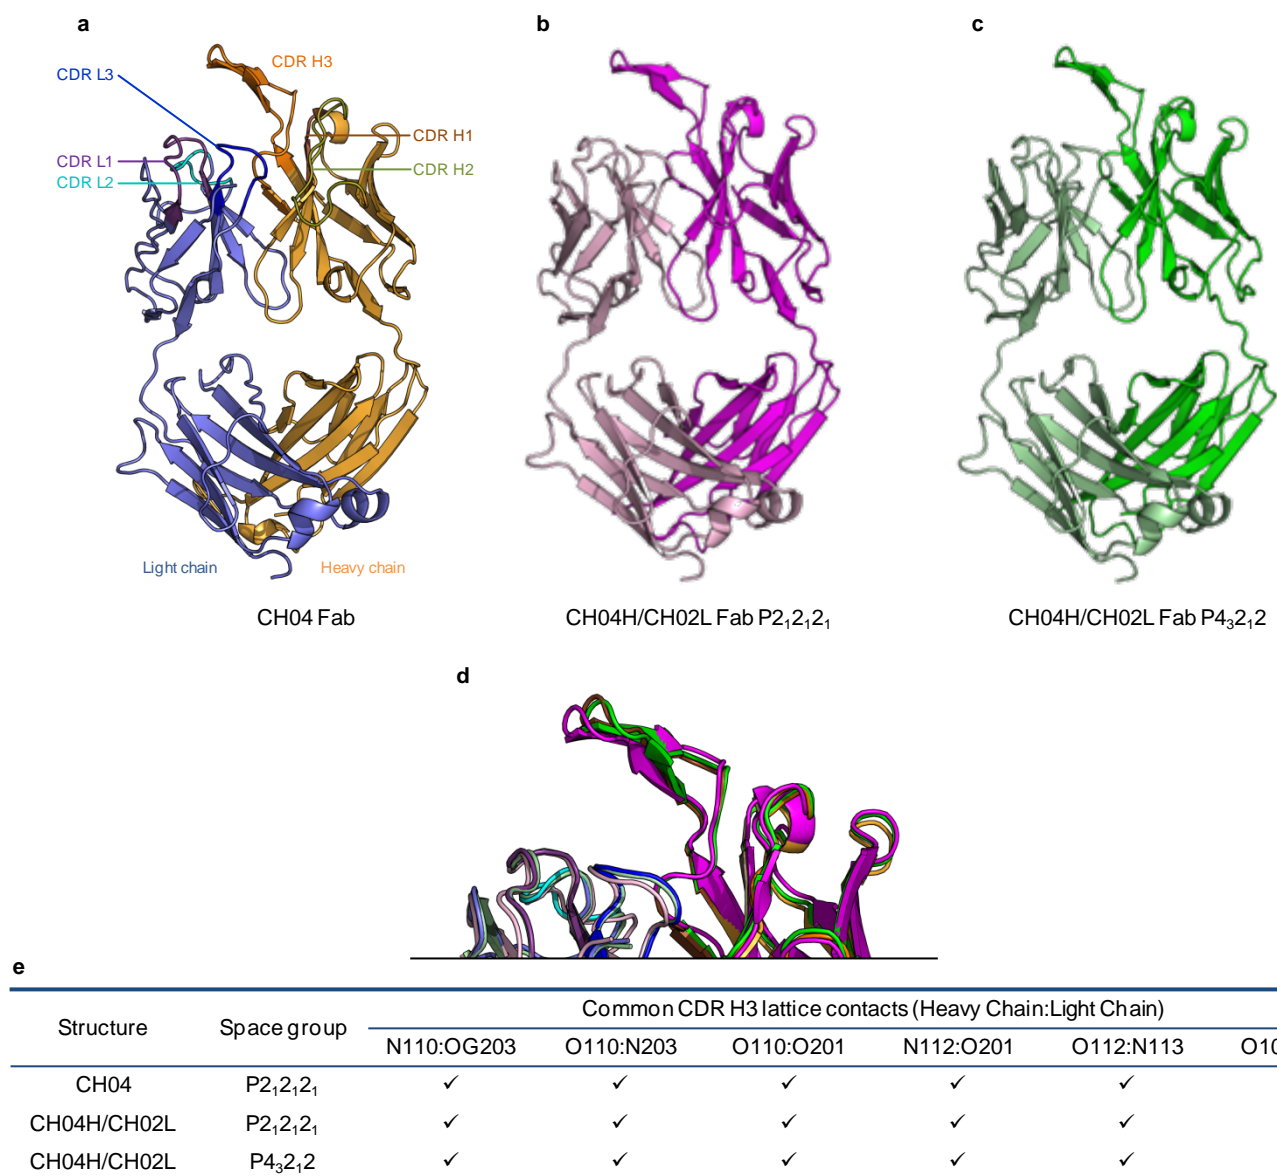 a
b
c
CDR H3
CDR L3
CDR H1
CDR L1
CDR H2
CDR L2
Light chain
Heavy chain
CH04 Fab
CH04H/CH02L Fab P2₁2₁2₁
CH04H/CH02L Fab P4₃2₁2
d
e
Common CDR H3 lattice contacts (Heavy Chain:Light Chain)
Structure Space group
N110:OG203 O110:N203 O110:O201 N112:O201 O112:N113 O10
CH04 P2₁2₁2₁ ✓ ✓ ✓ ✓ ✓
CH04H/CH02L P2₁2₁2₁ ✓ ✓ ✓ ✓ ✓
CH04H/CH02L P4₃2₁2 ✓ ✓ ✓ ✓ ✓